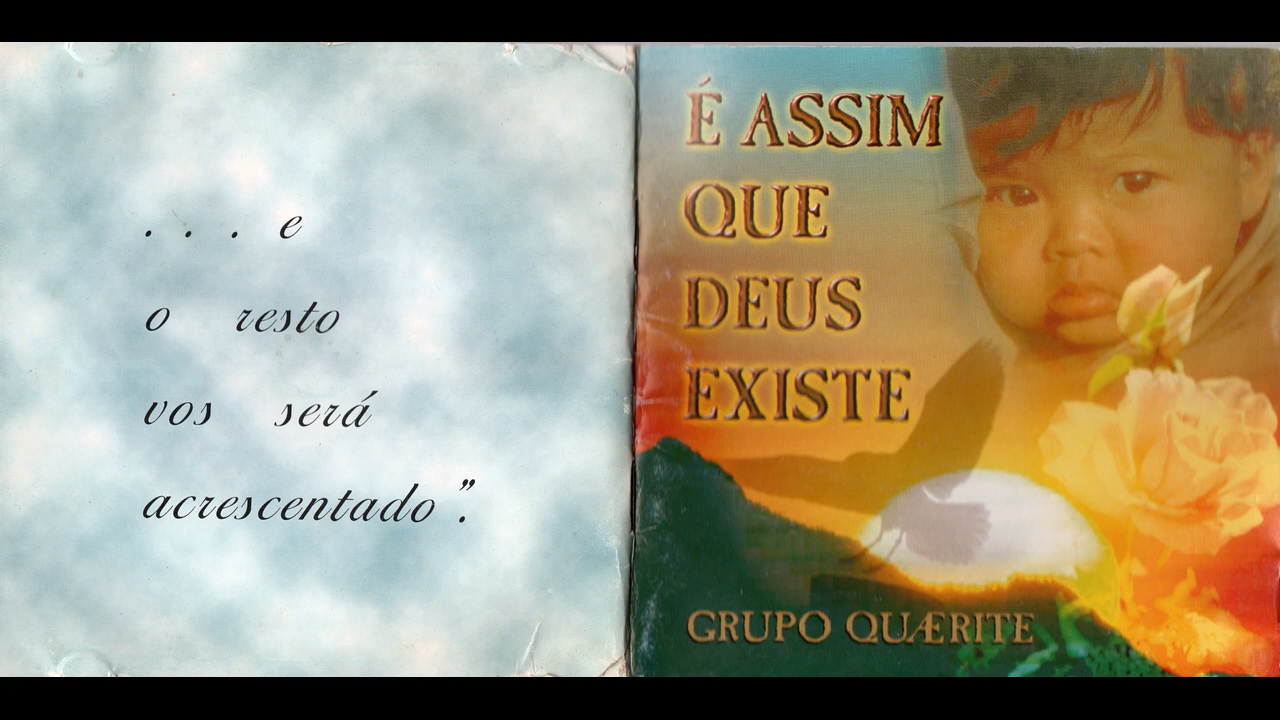 . . . e
o resto
vos será
acrescentado”.
É ASSIM
QUE
DEUS
EXISTE
GRUPO QUÆRITE